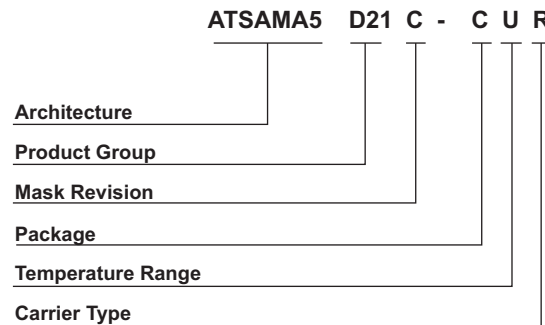 ATSAMA5 D21 C - C U R
Architecture
Product Group
Mask Revision
Package
Temperature Range
Carrier Type